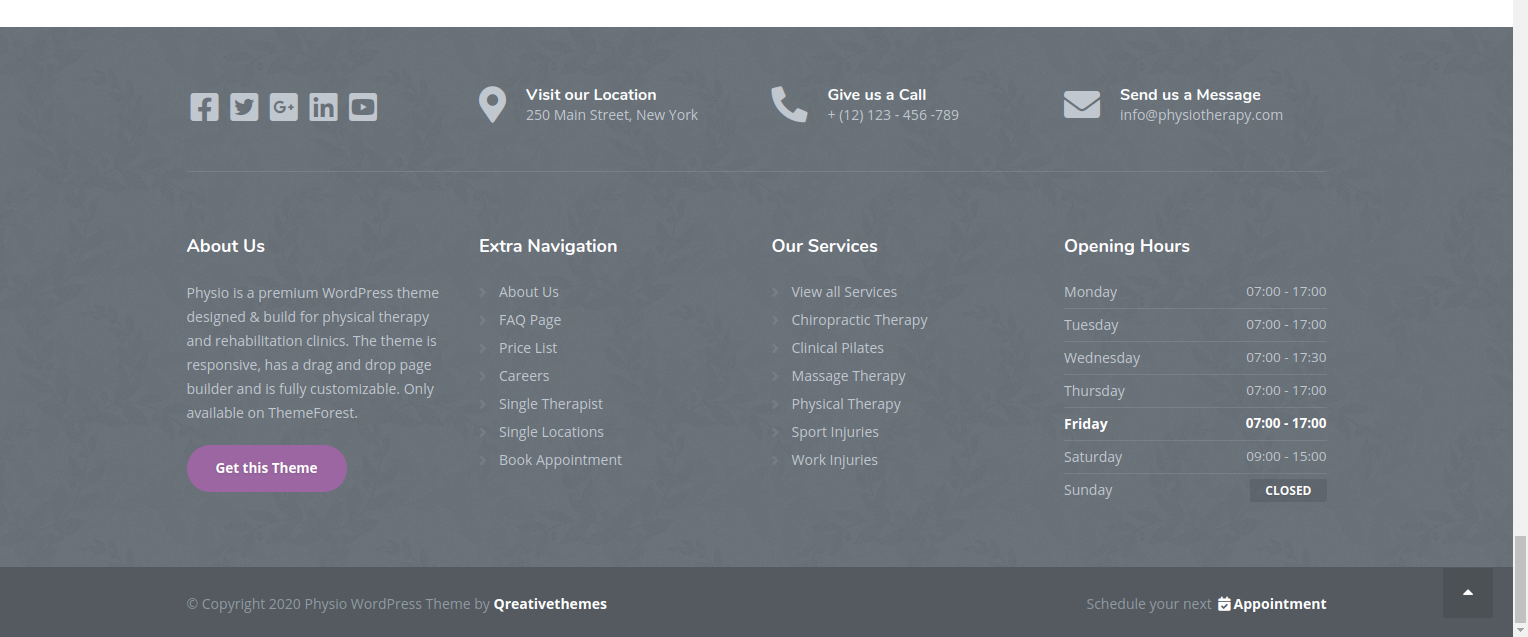 Visit our Location
250 Main Street, New York
Give us a Call
+ (12) 123 - 456 -789
Send us a Message
info@physiotherapy.com
About Us
Physio is a premium WordPress theme
designed & build for physical therapy
and rehabilitation clinics. The theme is
responsive, has a drag and drop page
builder and is fully customizable. Only
available on ThemeForest.
Get this Theme
Extra Navigation
About Us
FAQ Page
Price List
Careers
Single Therapist
Single Locations
Book Appointment
Our Services
View all Services
Chiropractic Therapy
Clinical Pilates
Massage Therapy
Physical Therapy
Sport Injuries
Work Injuries
Opening Hours
Monday 07:00 - 17:00
Tuesday 07:00 - 17:00
Wednesday 07:00 - 17:30
Thursday 07:00 - 17:00
Friday 07:00 - 17:00
Saturday 09:00 - 15:00
Sunday CLOSED
© Copyright 2020 Physio WordPress Theme by Qreativethemes
Schedule your next Appointment